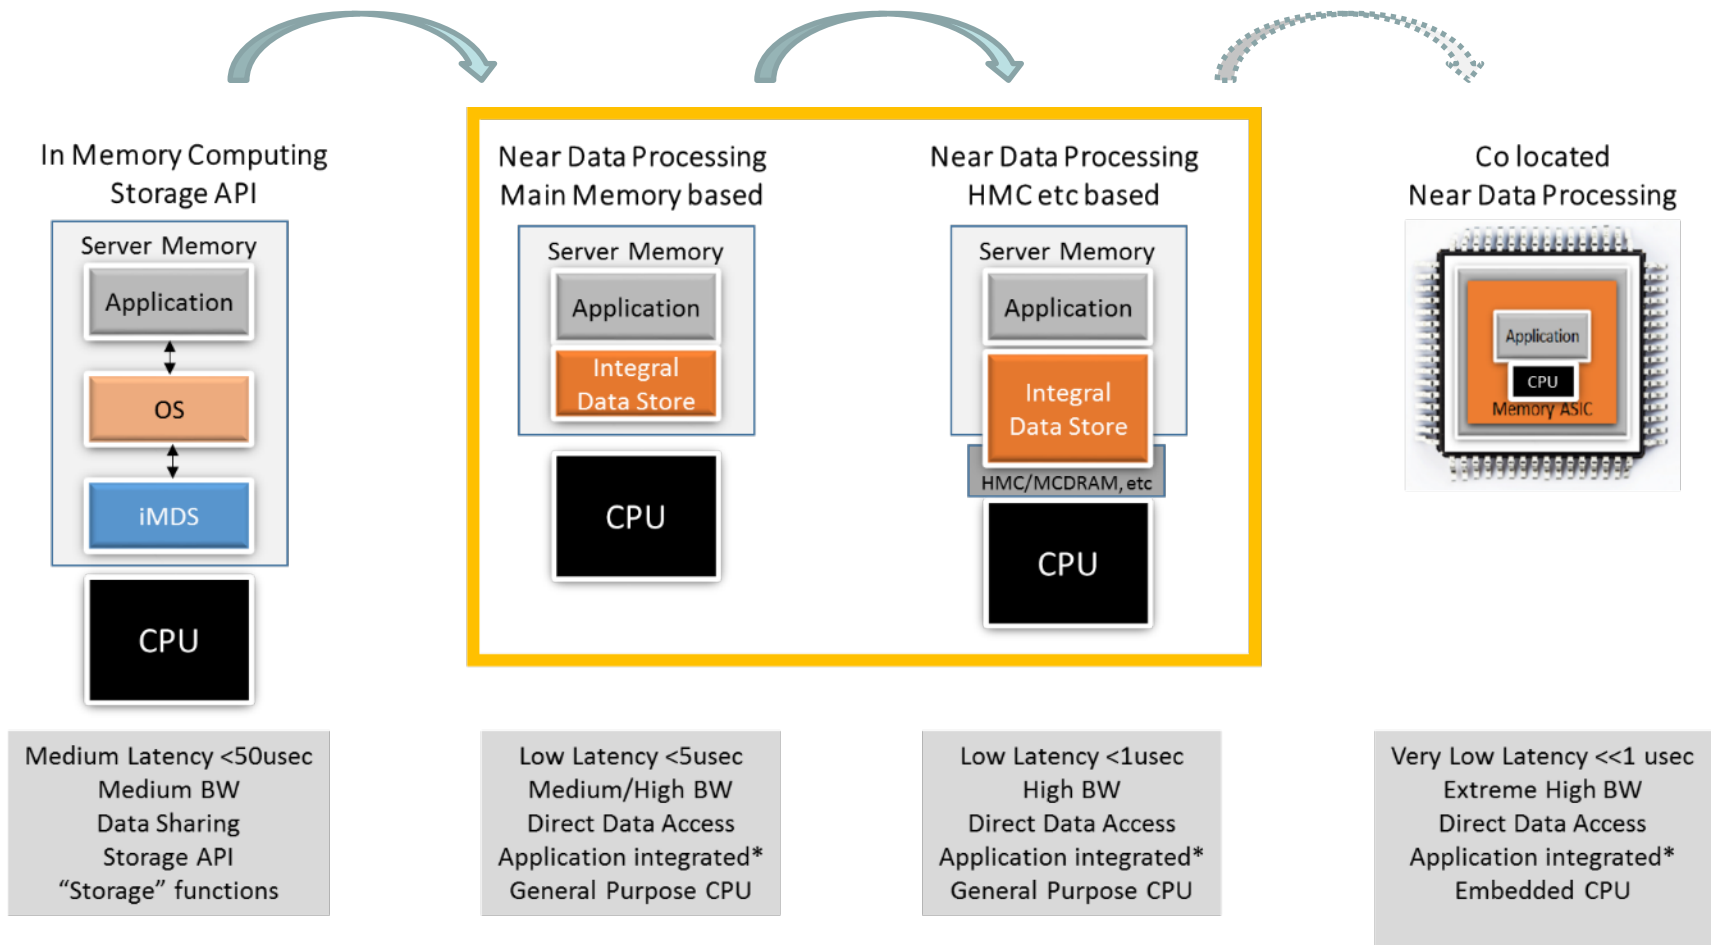 In Memory Computing
Storage API
Server Memory
Application
OS
iMDS
CPU
Medium Latency <50usec
Medium BW
Data Sharing
Storage API
“Storage” functions
Near Data Processing
Main Memory based
Server Memory
Application
Integral
Data Store
CPU
Low Latency <5usec
Medium/High BW
Direct Data Access
Application integrated*
General Purpose CPU
Near Data Processing
HMC etc based
Server Memory
Application
Integral
Data Store
HMC/MCDRAM, etc
CPU
Low Latency <1usec
High BW
Direct Data Access
Application integrated*
General Purpose CPU
Co located
Near Data Processing
Application
CPU
Memory ASIC
Very Low Latency <<1 usec
Extreme High BW
Direct Data Access
Application integrated*
Embedded CPU